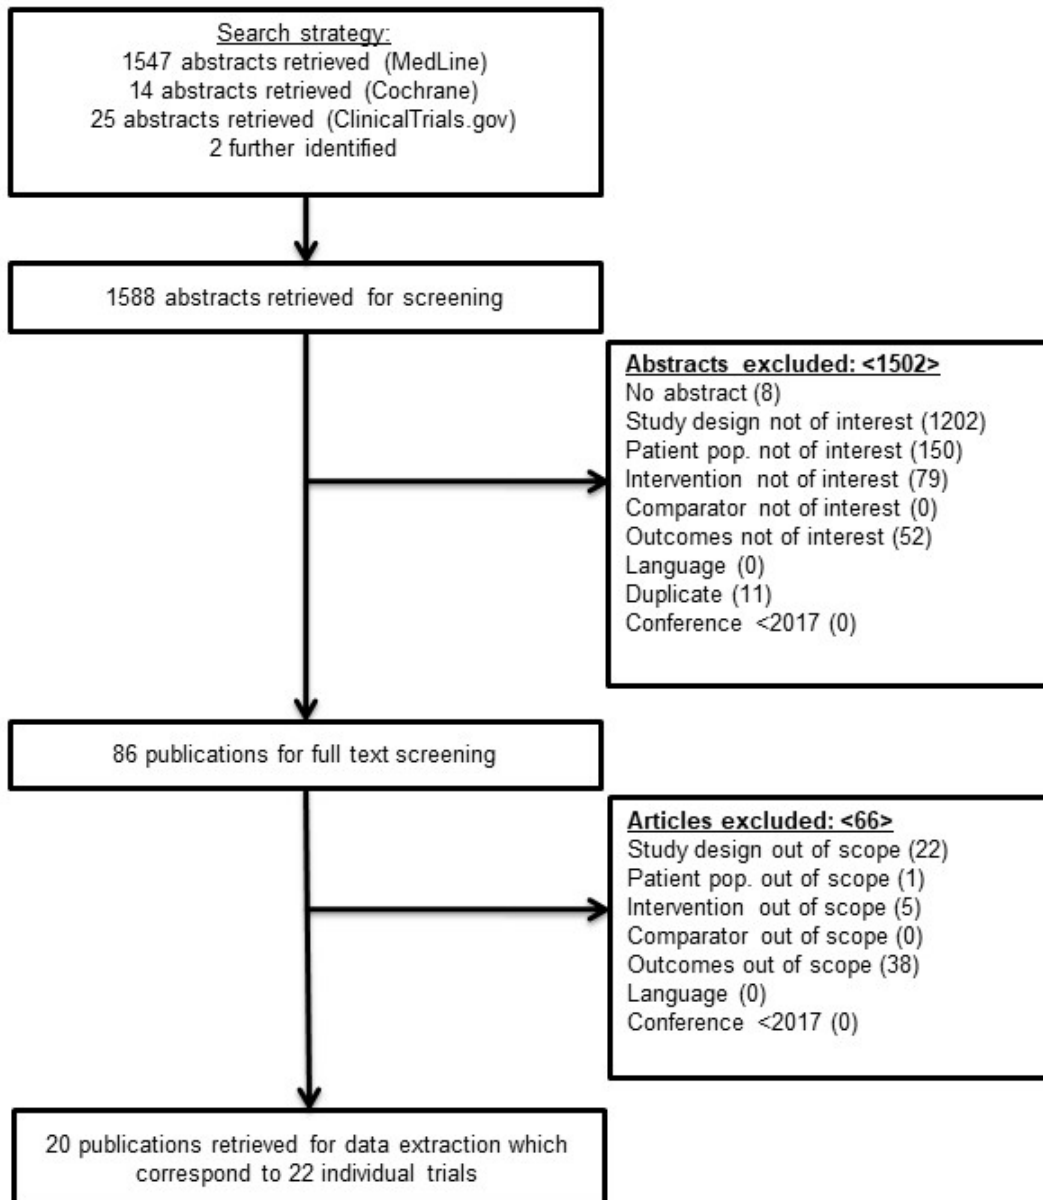 Search strategy:
1547 abstracts retrieved (MedLine)
14 abstracts retrieved (Cochrane)
25 abstracts retrieved (ClinicalTrials.gov)
2 further identified
1588 abstracts retrieved for screening
Abstracts excluded: <1502>
No abstract (8)
Study design not of interest (1202)
Patient pop. not of interest (150)
Intervention not of interest (79)
Comparator not of interest (0)
Outcomes not of interest (52)
Language (0)
Duplicate (11)
Conference <2017 (0)
86 publications for full text screening
Articles excluded: <66>
Study design out of scope (22)
Patient pop. out of scope (1)
Intervention out of scope (5)
Comparator out of scope (0)
Outcomes out of scope (38)
Language (0)
Conference <2017 (0)
20 publications retrieved for data extraction which
correspond to 22 individual trials